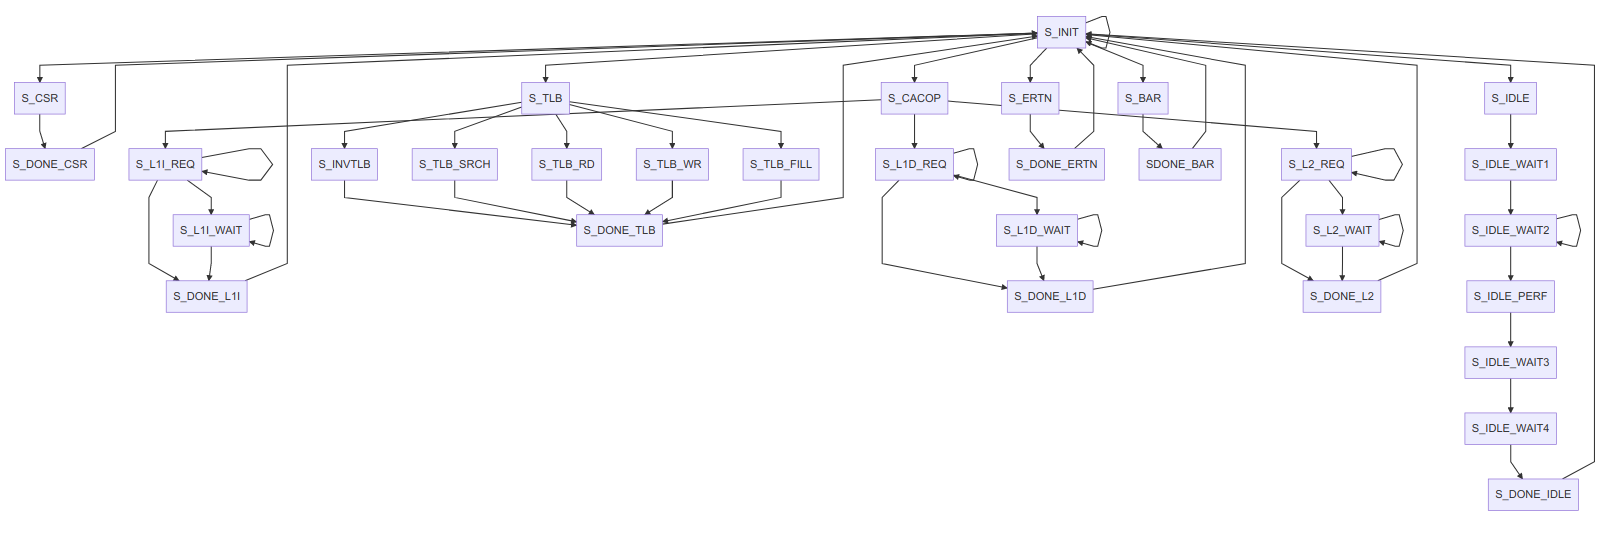 S_INIT
S_CSR
S_TLB
S_CACOP
S_ERTN
S_BAR
S_IDLE
S_DONE_CSR
S_L1I_REQ
S_INVTLB
S_TLB_SRCH
S_TLB_RD
S_TLB_WR
S_TLB_FILL
S_L1D_REQ
S_DONE_ERTN
SDONE_BAR
S_L2_REQ
S_IDLE_WAIT1
S_L1I_WAIT
S_DONE_TLB
S_L1D_WAIT
S_L2_WAIT
S_IDLE_WAIT2
S_DONE_L1I
S_DONE_L1D
S_DONE_L2
S_IDLE_PERF
S_IDLE_WAIT3
S_IDLE_WAIT4
S_DONE_IDLE